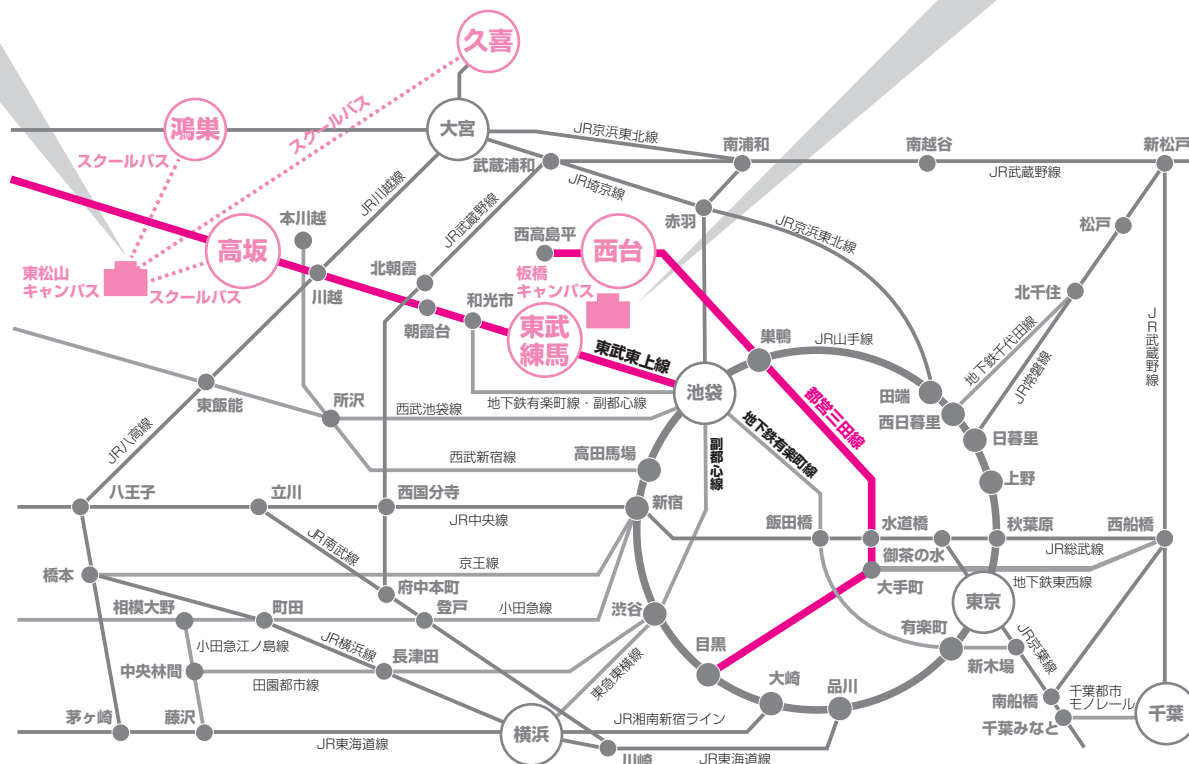 久喜
鴻巣
大宮
スクールバス
スクールバス
JR京浜東北線
南浦和
南越谷
新松戸
武蔵浦和
JR武蔵野線
JR埼京線
JR川越線
JR武蔵野線
本川越
高坂
赤羽
JR京浜東北線
松戸
西高島平
西台
東松山
キャンパス
スクールバス
川越
北朝霞
板橋
キャンパス
北千住
朝霞台
和光市
東武
練馬
東武東上線
巣鴨
JR山手線
地下鉄千代田線
JR常磐線
JR武蔵野線
東飯能
所沢
西武池袋線
地下鉄有楽町線・副都心線
池袋
田端
西日暮里
都営三田線
地下鉄有楽町線
副都心線
日暮里
JR八高線
西武新宿線
高田馬場
上野
八王子
立川
西国分寺
JR中央線
新宿
飯田橋
水道橋
御茶の水
秋葉原
西船橋
JR総武線
JR南武線
京王線
橋本
大手町
地下鉄東西線
府中本町
東京
相模大野
町田
登戸
小田急線
渋谷
有楽町
JR京葉線
小田急江ノ島線
JR横浜線
長津田
目黒
新木場
中央林間
田園都市線
東急東横線
大崎
品川
南船橋
千葉都市
モノレール
千葉
茅ヶ崎
藤沢
横浜
JR湘南新宿ライン
千葉みなと
JR東海道線
川崎
JR東海道線